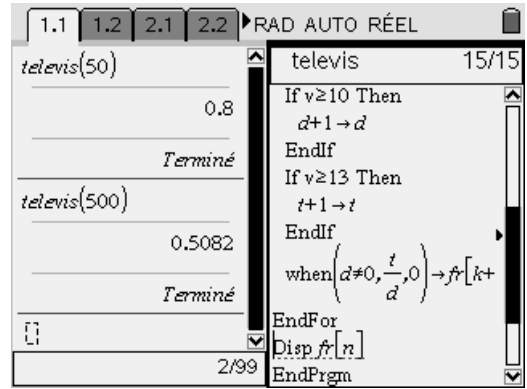 1.1 1.2 2.1 2.2 RAD AUTO RÉEL
televis(50)
0.8
Terminé
televis(500)
0.5082
Terminé
2/99
televis 15/15
If v≥10 Then
d+1→d
EndIf
If v≥13 Then
t+1→t
EndIf
when(d≠0,t/d,0)→fr[k+
EndFor
Disp fr[n]
EndPrgm